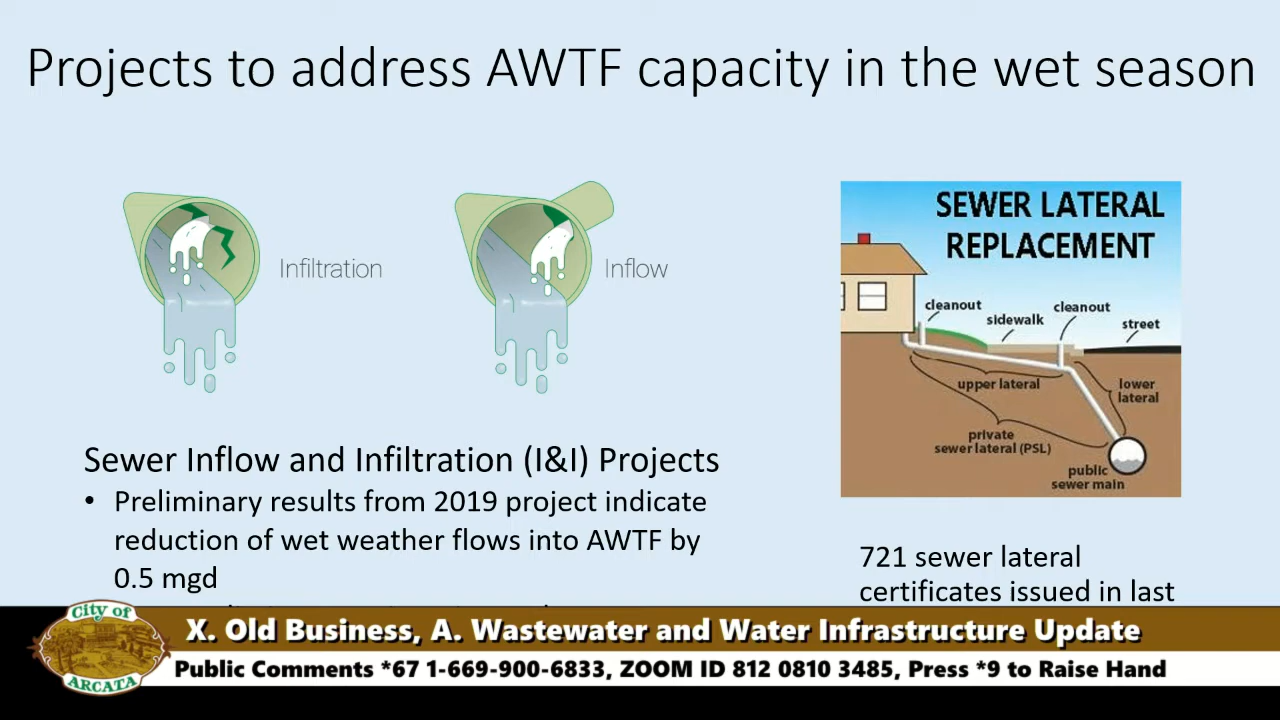 Projects to address AWTF capacity in the wet season
Infiltration
Inflow
SEWER LATERAL
REPLACEMENT
cleanout
cleanout
sidewalk
street
upper lateral
lower
lateral
private
sewer lateral (PSL)
public
sewer main
Sewer Inflow and Infiltration (I&I) Projects
• Preliminary results from 2019 project indicate
reduction of wet weather flows into AWTF by
0.5 mgd
721 sewer lateral
certificates issued in last
City of
ARCATA
X. Old Business, A. Wastewater and Water Infrastructure Update
Public Comments *67 1-669-900-6833, ZOOM ID 812 0810 3485, Press *9 to Raise Hand